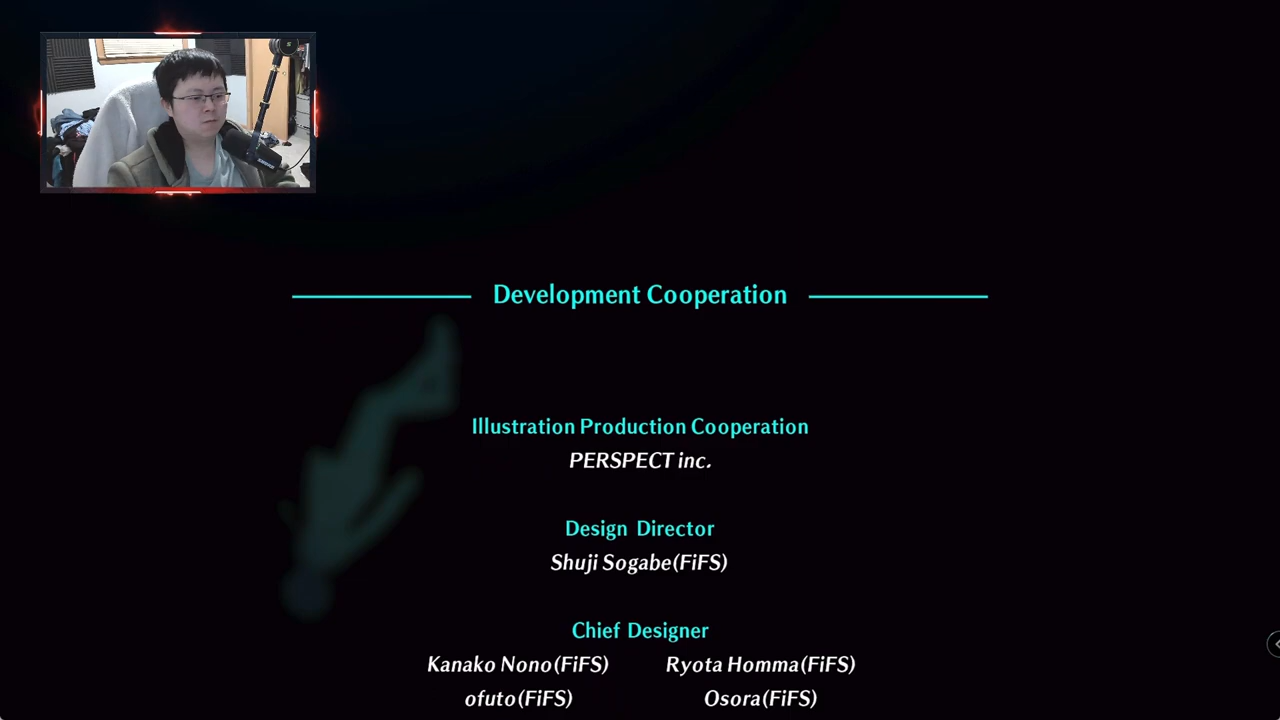 Development Cooperation
Illustration Production Cooperation
PERSPECT inc.
Design Director
Shuji Sogabe(FiFS)
Chief Designer
Kanako Nono(FiFS) Ryota Homma(FiFS)
ofuto(FiFS) Osora(FiFS)